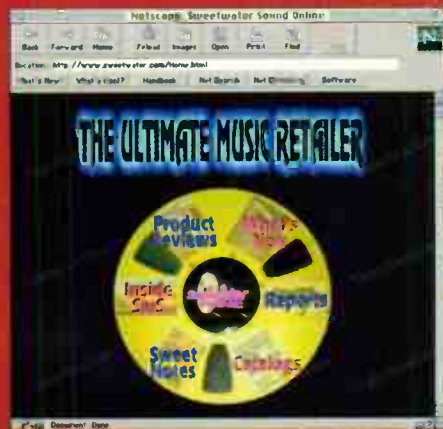 Netscape: Sweetwater Sound Online
Back Forward Home Reload Images Open Print Find
Location: http://www.sweetwater.com/Home.html
What's New What's Cool? Handbook Net Search Net Directory Software
THE ULTIMATE MUSIC RETAILER
Product Reviews
What's New
Inside SMS
Reports
Sweet Notes
Catalogs
Document: Done